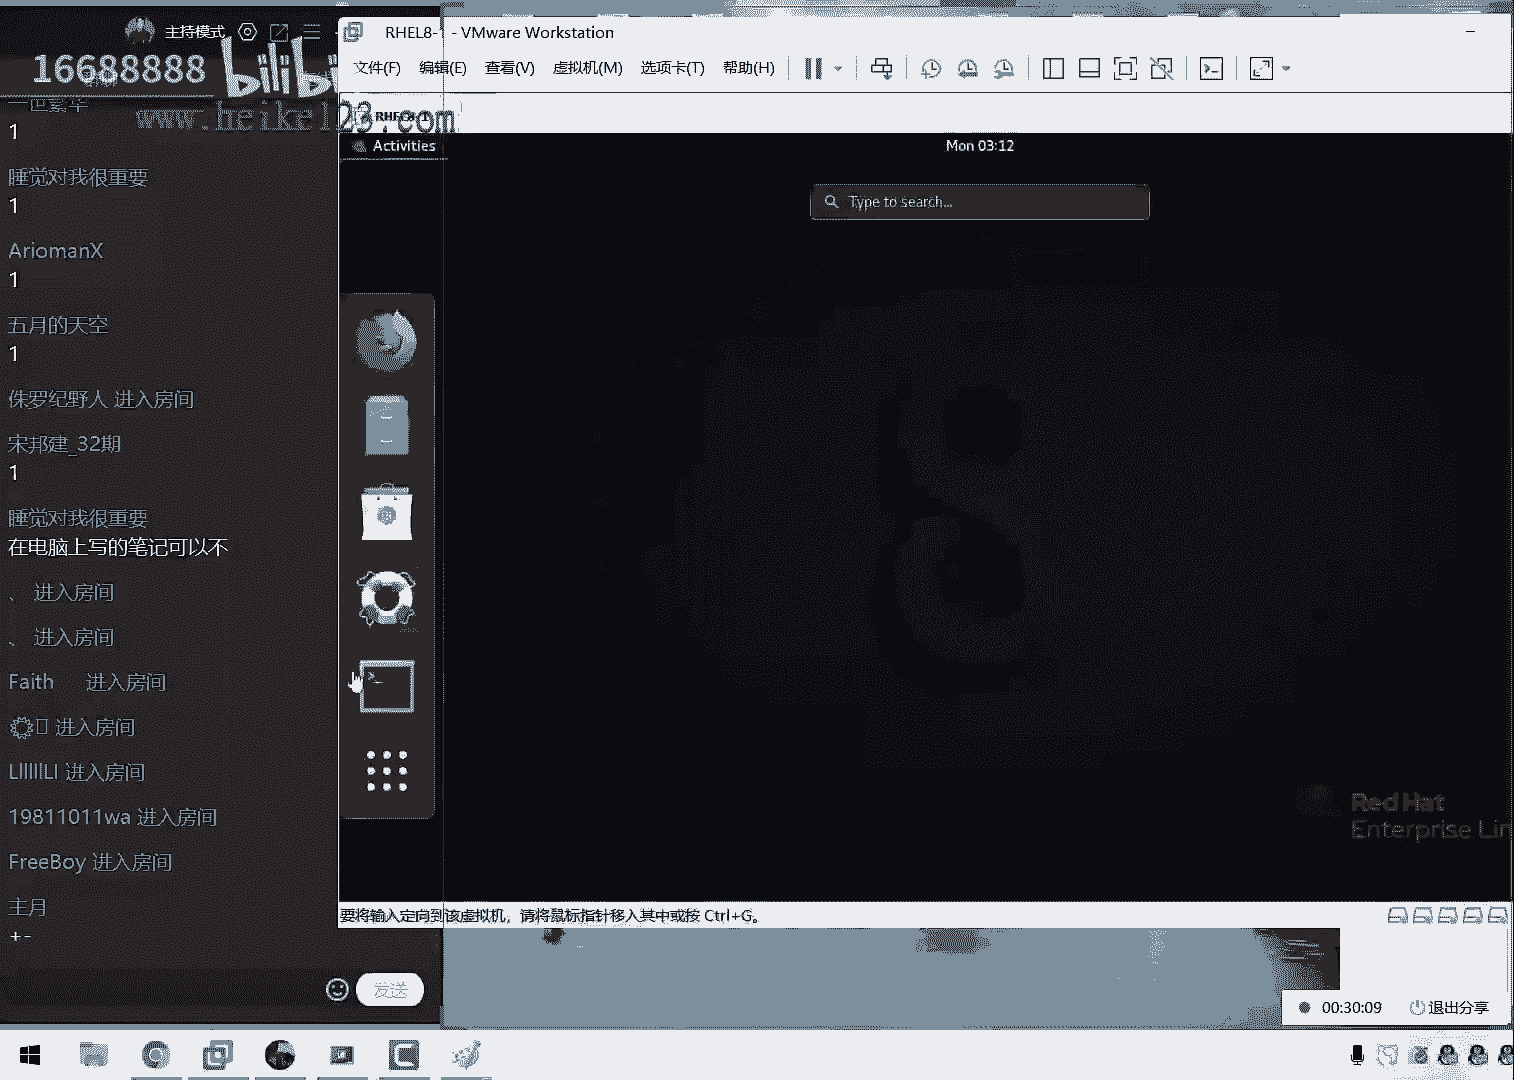 主持模式
RHEL8-1 - VMware Workstation
16688888
bilibi
文件(F) 编辑(E) 查看(V) 虚拟机(M) 选项卡(T) 帮助(H)
一世繁华
www.heike123.com
RHEL8-1
1
Activities
Mon 03:12
睡觉对我很重要
1
Type to search...
AriomanX
1
五月的天空
1
侏罗纪野人 进入房间
宋邦建_32期
1
睡觉对我很重要
在电脑上写的笔记可以不
、 进入房间
、 进入房间
Faith 进入房间
进入房间
LIIIIILI 进入房间
19811011wa 进入房间
FreeBoy 进入房间
主月
Red Hat
Enterprise Lin
要将输入定向到该虚拟机，请将鼠标指针移入其中或按 Ctrl+G。
发送
00:30:09
退出分享